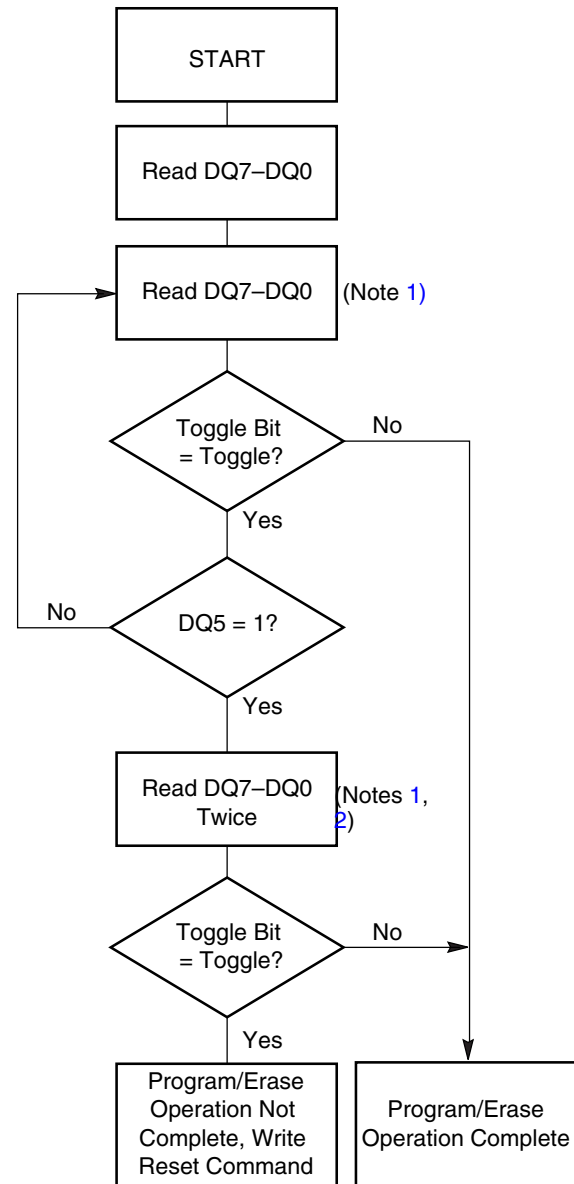 START
Read DQ7–DQ0
Read DQ7–DQ0
(Note 1)
Toggle Bit
= Toggle?
No
Yes
No
DQ5 = 1?
Yes
Read DQ7–DQ0
Twice
(Notes 1,
2)
Toggle Bit
= Toggle?
No
Yes
Program/Erase
Operation Not
Complete, Write
Reset Command
Program/Erase
Operation Complete